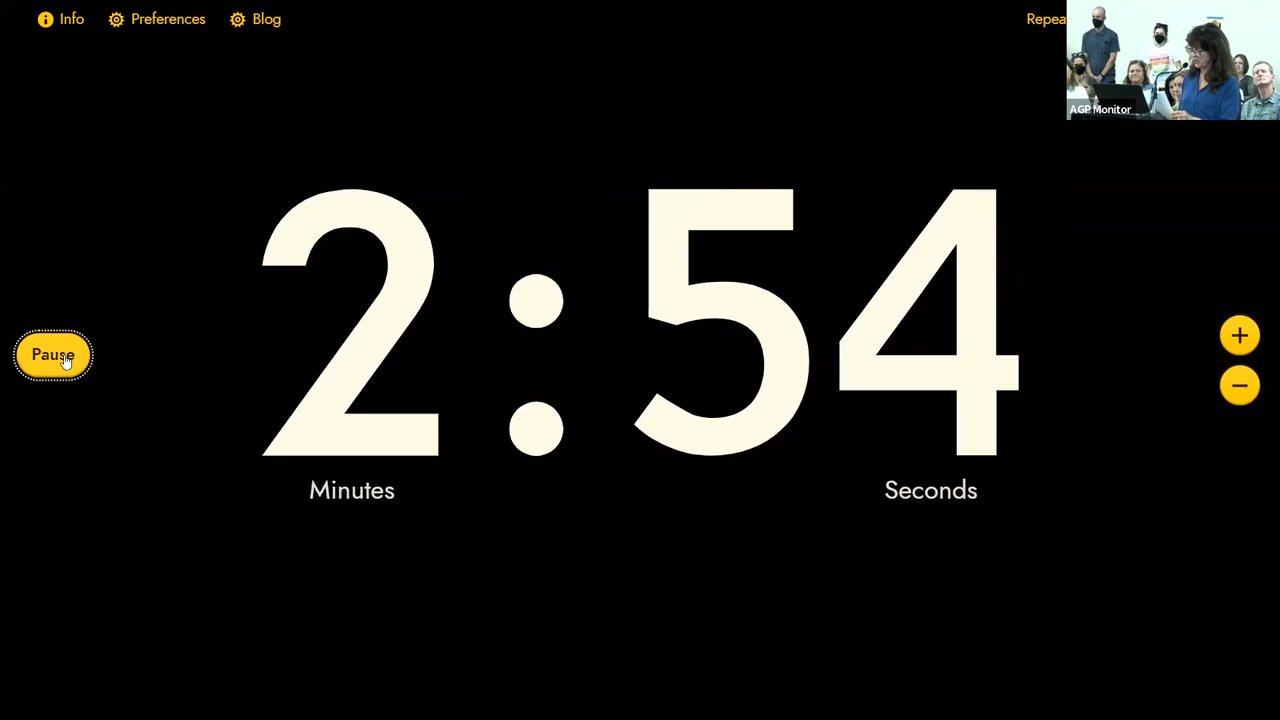 Info
Preferences
Blog
Repea
AGP Monitor
2:54
Pause
+
−
Minutes
Seconds